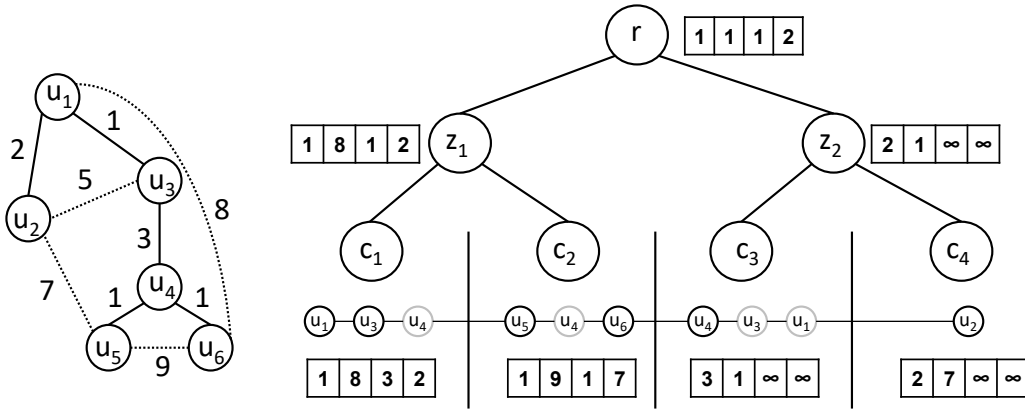 r
1 1 1 2
u1
1
2
1 8 1 2
z1
z2
2 1 ∞ ∞
5
u3
8
u2
3
c1
c2
c3
c4
7
u4
1
1
u1 u3 u4
u5 u4 u6
u4 u3 u1
u2
u5
9
u6
1 8 3 2
1 9 1 7
3 1 ∞ ∞
2 7 ∞ ∞